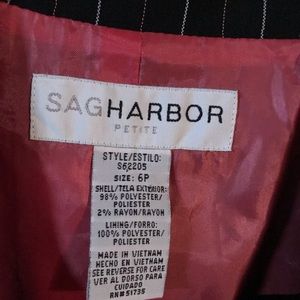 SAGHARBOR
PETITE
STYLE/ESTILO:
S62205
SIZE: 6P
SHELL/TELA EXTERIOR:
98% POLYESTER/
POLIESTER
2% RAYON/RAYÓN
LINING/FORRO:
100% POLYESTER/
POLIESTER
MADE IN VIETNAM
HECHO EN VIETNAM
SEE REVERSE FOR CARE
VER AL DORSO PARA
CUIDADO
RN#51735